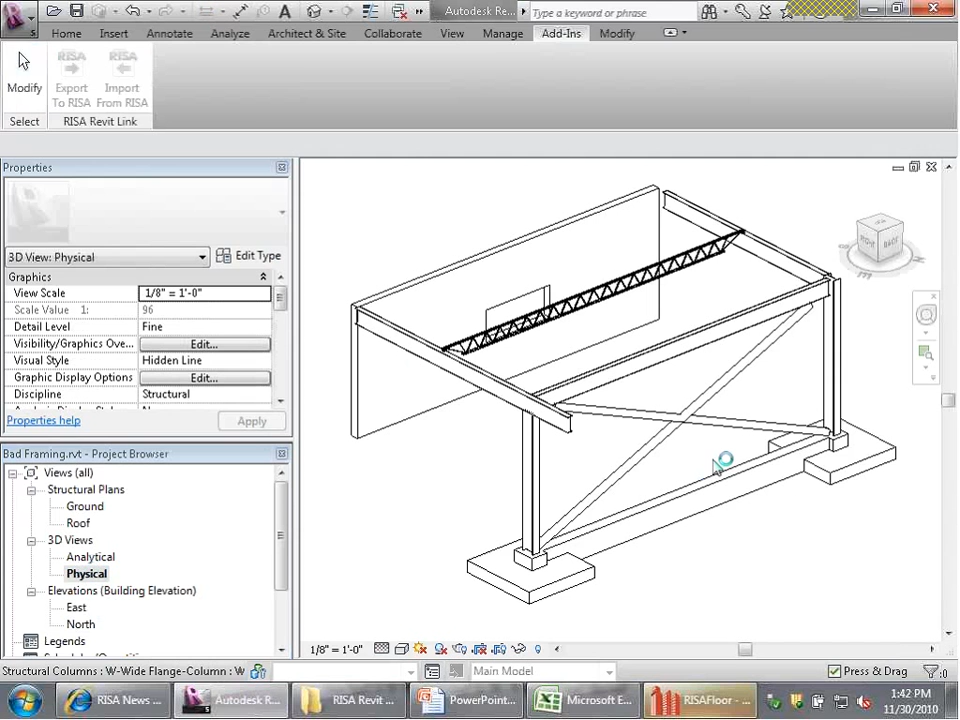 Autodesk Re...
Type a keyword or phrase
Home Insert Annotate Analyze Architect & Site Collaborate View Manage Add-Ins Modify
RISA RISA
Modify Export Import
To RISA From RISA
Select RISA Revit Link
Properties
3D View: Physical Edit Type
Graphics
View Scale 1/8" = 1'-0"
Scale Value 1: 96
Detail Level Fine
Visibility/Graphics Ove... Edit...
Visual Style Hidden Line
Graphic Display Options Edit...
Discipline Structural
Properties help Apply
Bad Framing.rvt - Project Browser
Views (all)
Structural Plans
Ground
Roof
3D Views
Analytical
Physical
Elevations (Building Elevation)
East
North
Legends
BACK
1/8" = 1'-0"
Structural Columns : W-Wide Flange-Column : W
Main Model
Press & Drag
:0
RISA News ...
Autodesk R...
RISA Revit ...
PowerPoint...
Microsoft E...
RISAFloor - ...
1:42 PM
11/30/2010